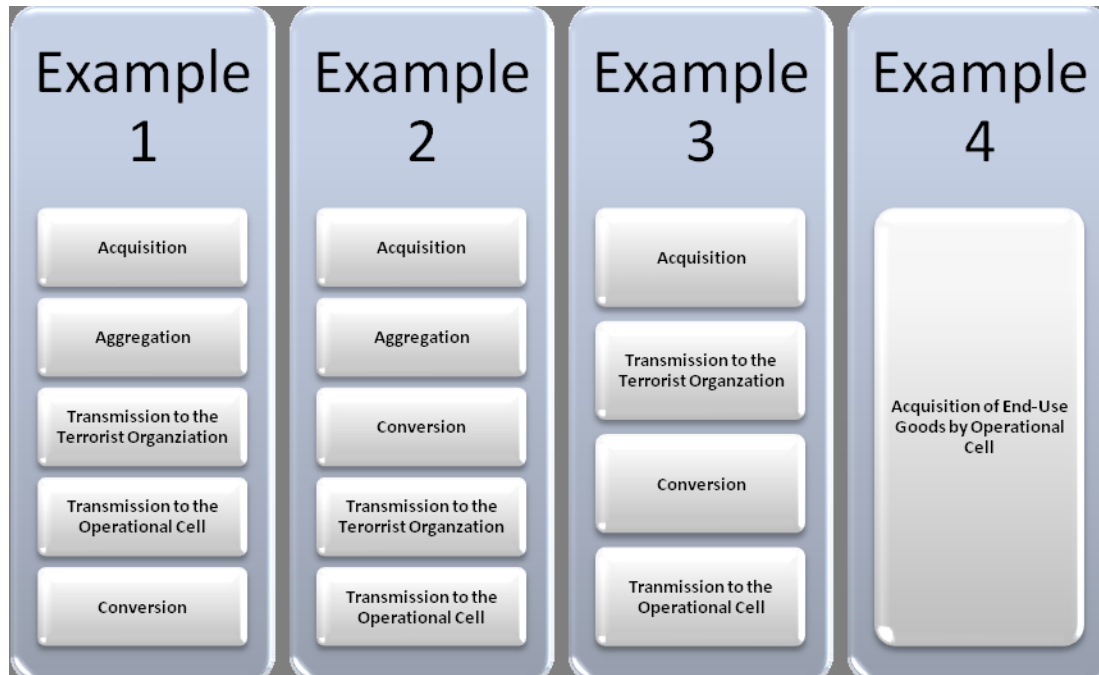 Example
1
Acquisition
Aggregation
Transmission to the
Terrorist Organziation
Transmission to the
Operational Cell
Conversion
Example
2
Acquisition
Aggregation
Conversion
Transmission to the
Terorrist Organzation
Transmission to the
Operational Cell
Example
3
Acquisition
Transmission to the
Terrorist Organzation
Conversion
Tranmission to the
Operational Cell
Example
4
Acquisition of End-Use
Goods by Operational
Cell